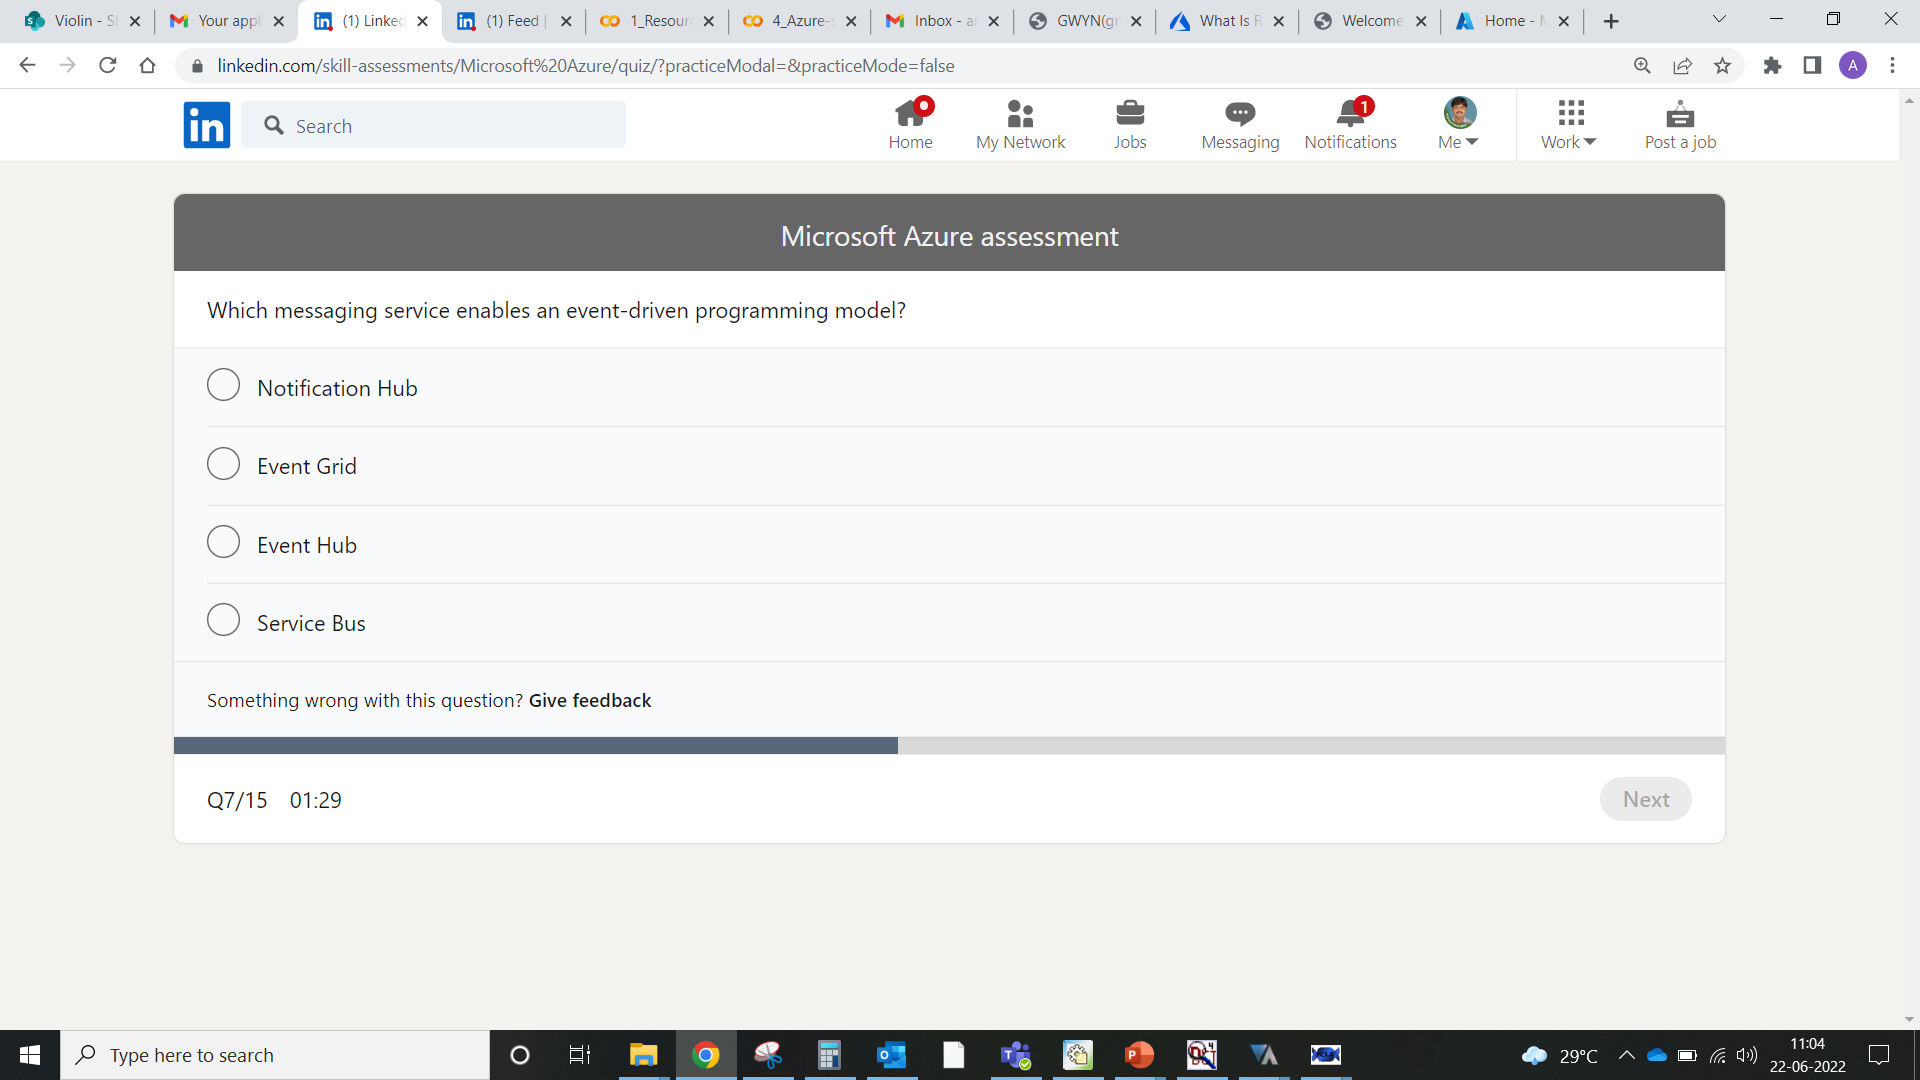 Violin - S
Your appl
(1) Linked
(1) Feed |
1_Resour
4_Azure-s
Inbox - a
GWYN(gr
What Is R
Welcome
Home -
linkedin.com/skill-assessments/Microsoft%20Azure/quiz/?practiceModal=&practiceMode=false
A
in
Search
Home
My Network
Jobs
Messaging
1
Notifications
Me
Work
Post a job
Microsoft Azure assessment
Which messaging service enables an event-driven programming model?
Notification Hub
Event Grid
Event Hub
Service Bus
Something wrong with this question? Give feedback
Q7/15 01:29
Next
Type here to search
29°C
11:04
22-06-2022